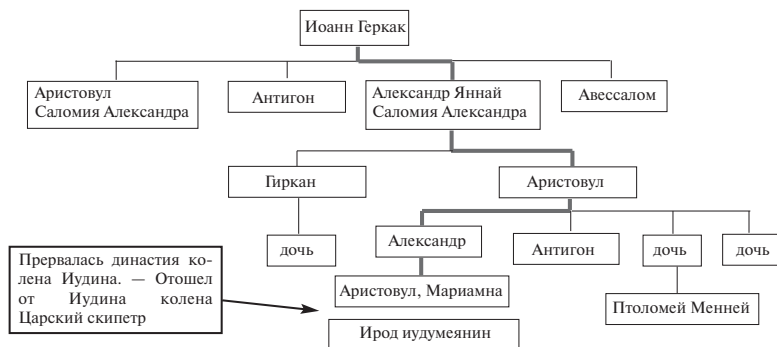 Иоанн Геркак
Аристовул
Саломия Александра
Антигон
Александр Яннай
Саломия Александра
Авессалом
Гиркан
Аристовул
дочь
Александр
Антигон
дочь
дочь
Прервалась династия ко-
лена Иудина. — Отошел
от Иудина колена
Царский скипетр
Аристовул, Мариамна
Птоломей Менней
Ирод иудумеянин